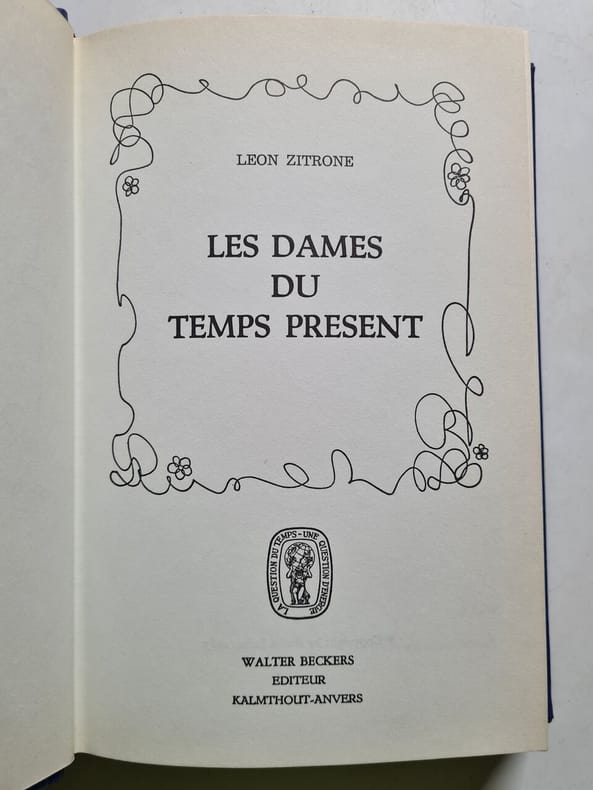 LEON ZITRONE
LES DAMES
DU
TEMPS PRESENT
LA QUESTION DU TEMPS-UNE QUESTION D'ENERGIE
WALTER BECKERS
EDITEUR
KALMTHOUT-ANVERS